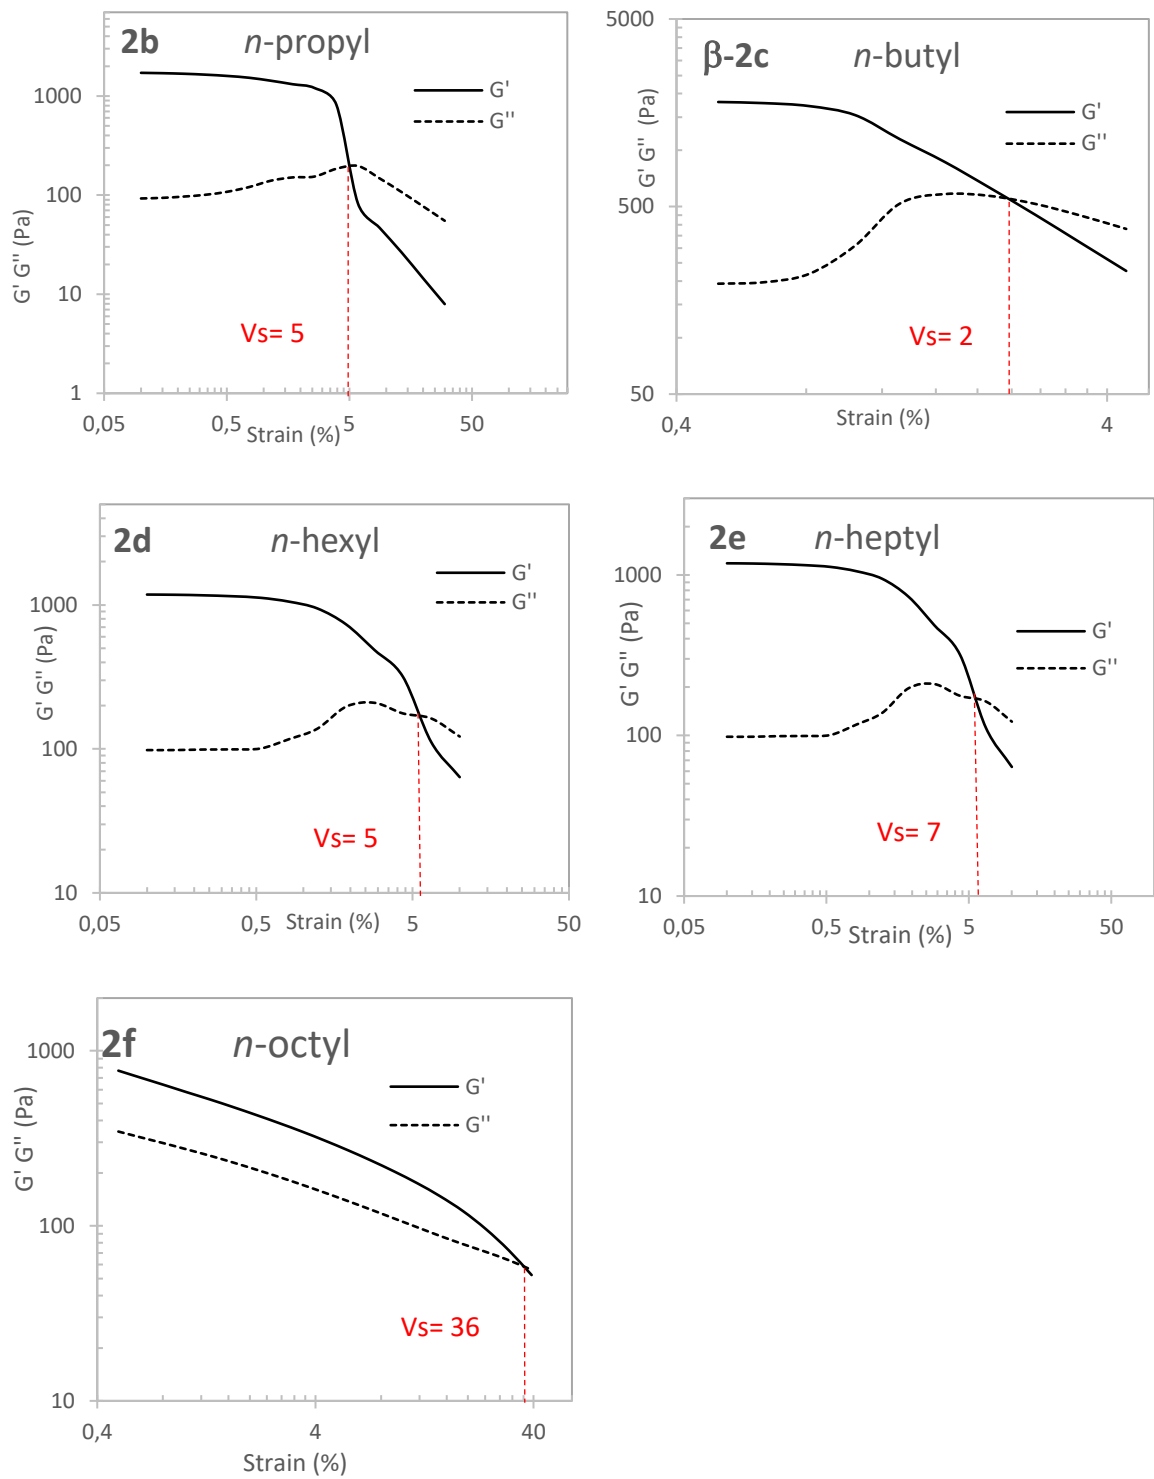 2b n-propyl
G'
G''
1000
100
10
1
G' G'' (Pa)
Vs= 5
0,05 0,5 5 50
Strain (%)
β-2c n-butyl
G'
G''
5000
500
50
G' G'' (Pa)
Vs= 2
0,4 4
Strain (%)
2d n-hexyl
G'
G''
1000
100
10
G' G'' (Pa)
Vs= 5
0,05 0,5 5 50
Strain (%)
2e n-heptyl
G'
G''
1000
100
10
G' G'' (Pa)
Vs= 7
0,05 0,5 5 50
Strain (%)
2f n-octyl
G'
G''
1000
100
10
G' G'' (Pa)
Vs= 36
0,4 4 40
Strain (%)